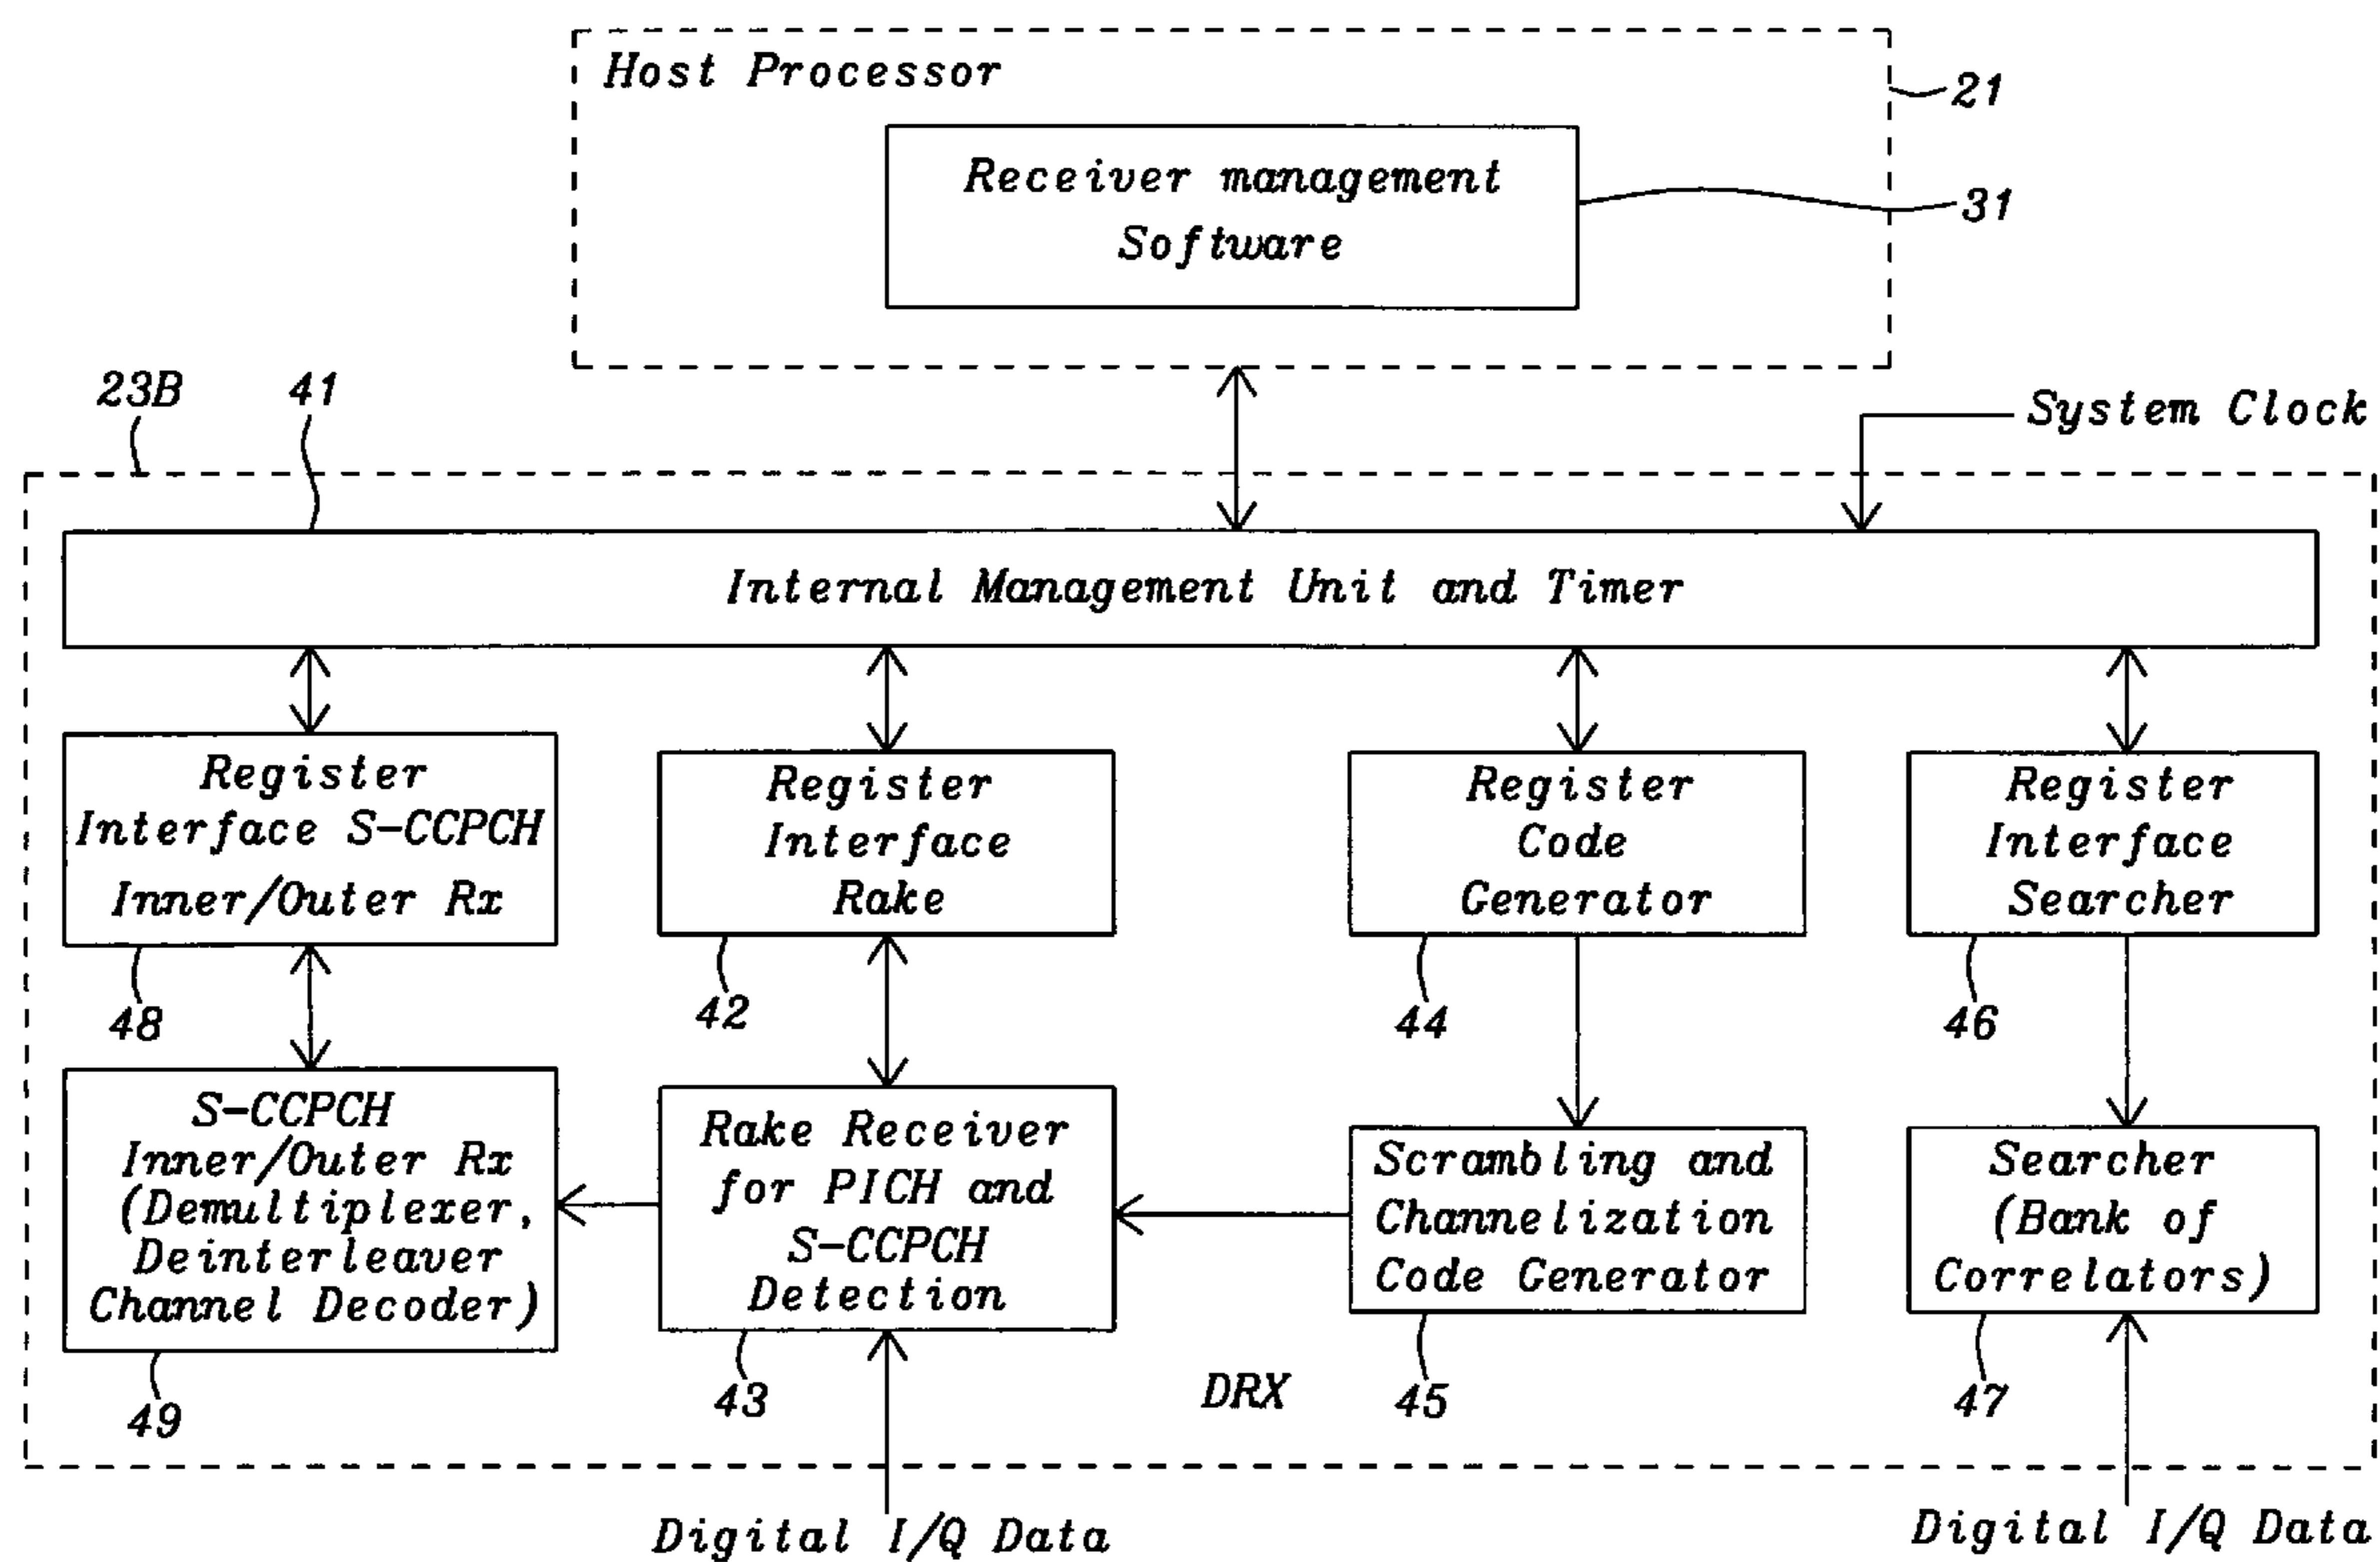 Host Processor
21
Receiver management
Software
31
23B
41
System Clock
Internal Management Unit and Timer
Register
Interface S-CCPCH
Inner/Outer Rx
48
Register
Interface
Rake
42
Register
Code
Generator
44
Register
Interface
Searcher
46
S-CCPCH
Inner/Outer Rx
(Demultiplexer,
Deinterleaver
Channel Decoder)
49
Rake Receiver
for PICH and
S-CCPCH
Detection
43
Scrambling and
Channelization
Code Generator
45
Searcher
(Bank of
Correlators)
47
DRX
Digital I/Q Data
Digital I/Q Data